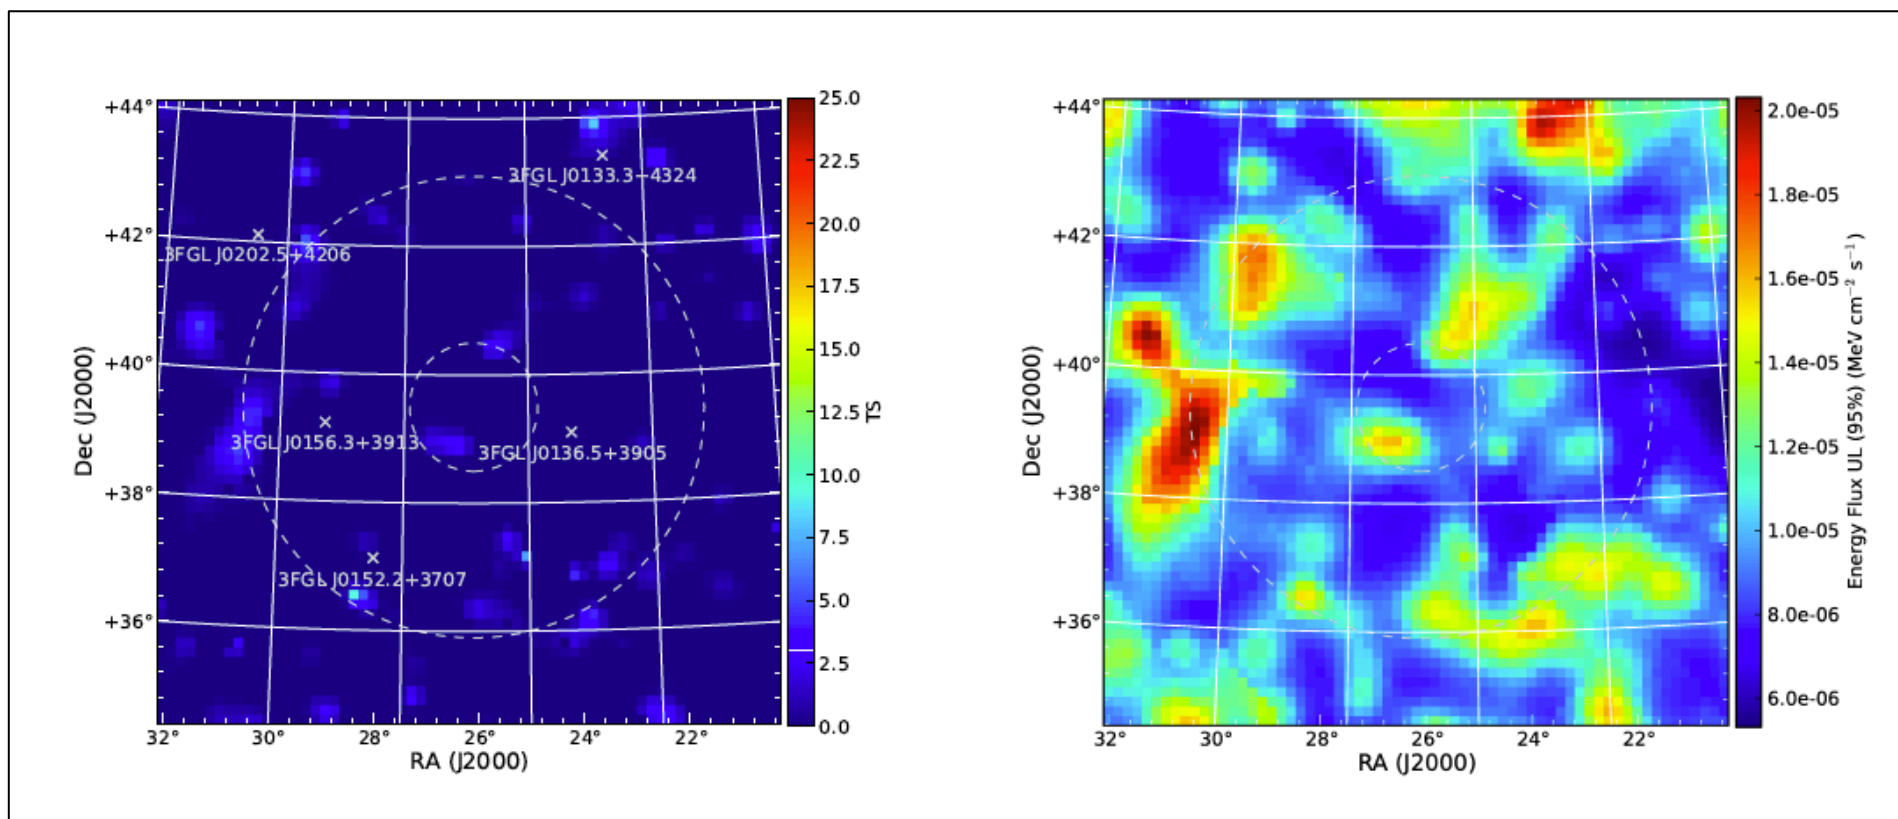 +44°
+42°
+40°
+38°
+36°
Dec (J2000)
32°
30°
28°
26°
24°
22°
RA (J2000)
3FGL J0133.3+4324
3FGL J0202.5+4206
3FGL J0156.3+3913
3FGL J0136.5+3905
3FGL J0152.2+3707
25.0
22.5
20.0
17.5
15.0
12.5
10.0
7.5
5.0
2.5
0.0
TS
+44°
+42°
+40°
+38°
+36°
Dec (J2000)
32°
30°
28°
26°
24°
22°
RA (J2000)
2.0e-05
1.8e-05
1.6e-05
1.4e-05
1.2e-05
1.0e-05
8.0e-06
6.0e-06
Energy Flux UL (95%) (MeV cm⁻² s⁻¹)